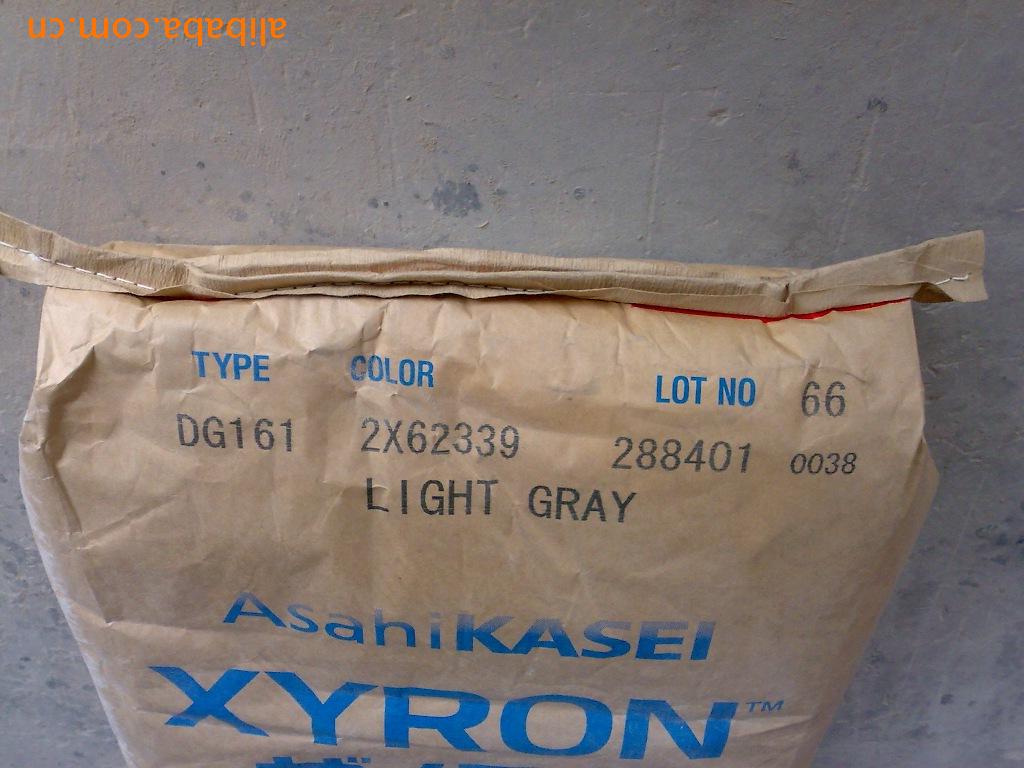 alibaba.com.cn
TYPE COLOR LOT NO 66
DG161 2X62339 288401 0038
LIGHT GRAY
AsahiKASEI
XYRON™